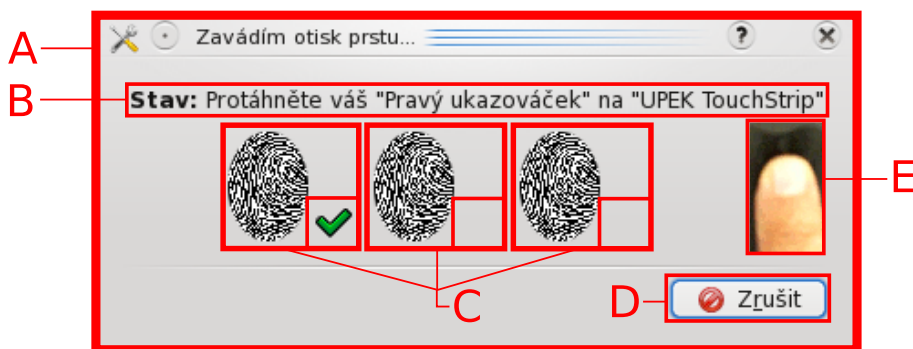 A
Zavádím otisk prstu...
?
B
Stav: Protáhněte váš "Pravý ukazováček" na "UPEK TouchStrip"
E
C
D
Zrušit